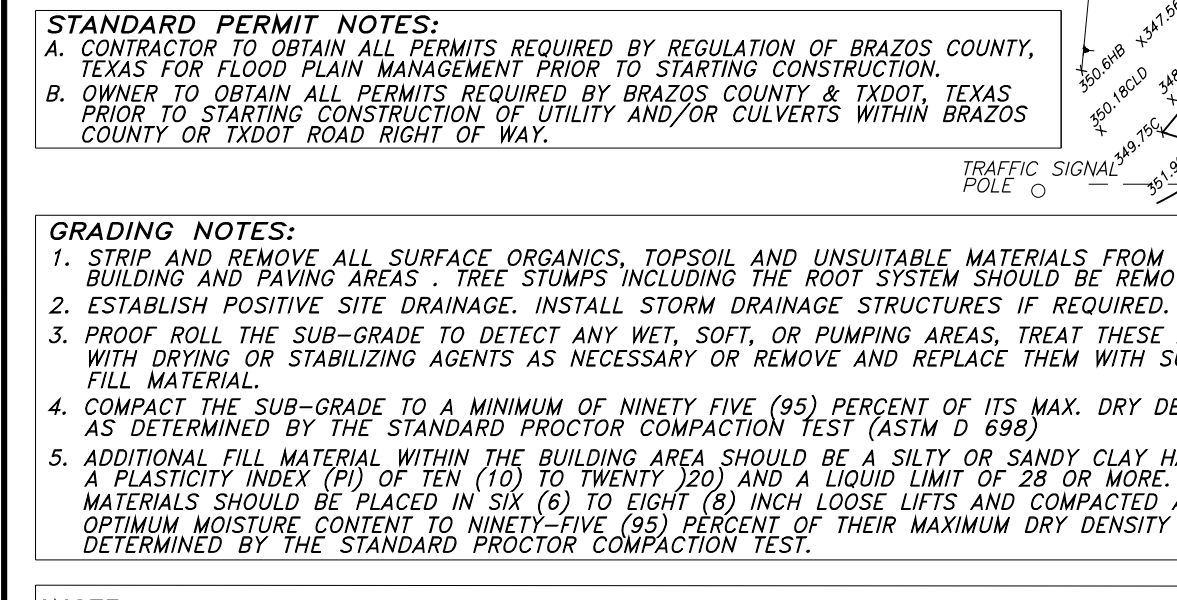 STANDARD PERMIT NOTES:
A. CONTRACTOR TO OBTAIN ALL PERMITS REQUIRED BY REGULATION OF BRAZOS COUNTY,
TEXAS FOR FLOOD PLAIN MANAGEMENT PRIOR TO STARTING CONSTRUCTION.
B. OWNER TO OBTAIN ALL PERMITS REQUIRED BY BRAZOS COUNTY & TXDOT, TEXAS
PRIOR TO STARTING CONSTRUCTION OF UTILITY AND/OR CULVERTS WITHIN BRAZOS
COUNTY OR TXDOT ROAD RIGHT OF WAY.
X347.56
350.6HB
X
350.18CLD
X
348
X
349.75C
X
351.9
TRAFFIC SIGNAL
POLE
GRADING NOTES:
1. STRIP AND REMOVE ALL SURFACE ORGANICS, TOPSOIL AND UNSUITABLE MATERIALS FROM
BUILDING AND PAVING AREAS . TREE STUMPS INCLUDING THE ROOT SYSTEM SHOULD BE REMO
2. ESTABLISH POSITIVE SITE DRAINAGE. INSTALL STORM DRAINAGE STRUCTURES IF REQUIRED.
3. PROOF ROLL THE SUB-GRADE TO DETECT ANY WET, SOFT, OR PUMPING AREAS, TREAT THESE
WITH DRYING OR STABILIZING AGENTS AS NECESSARY OR REMOVE AND REPLACE THEM WITH
FILL MATERIAL.
4. COMPACT THE SUB-GRADE TO A MINIMUM OF NINETY FIVE (95) PERCENT OF ITS MAX. DRY DE
AS DETERMINED BY THE STANDARD PROCTOR COMPACTION TEST (ASTM D 698)
5. ADDITIONAL FILL MATERIAL WITHIN THE BUILDING AREA SHOULD BE A SILTY OR SANDY CLAY HA
A PLASTICITY INDEX (PI) OF TEN (10) TO TWENTY )20) AND A LIQUID LIMIT OF 28 OR MORE.
MATERIALS SHOULD BE PLACED IN SIX (6) TO EIGHT (8) INCH LOOSE LIFTS AND COMPACTED
OPTIMUM MOISTURE CONTENT TO NINETY-FIVE (95) PERCENT OF THEIR MAXIMUM DRY DENSITY
DETERMINED BY THE STANDARD PROCTOR COMPACTION TEST.